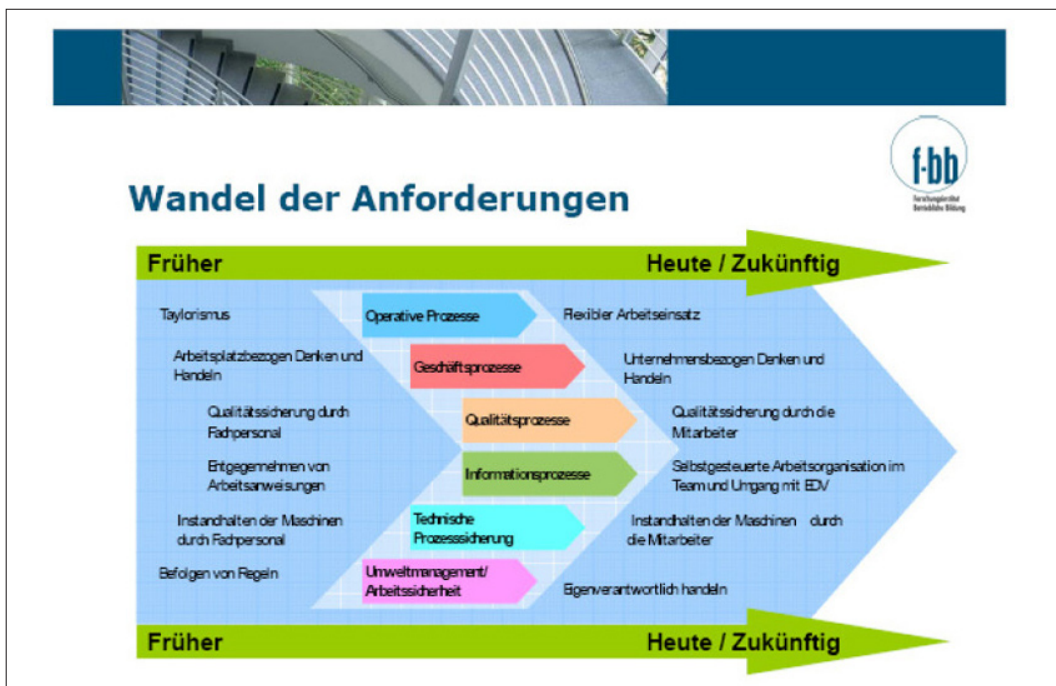 f-bb
Forschungsinstitut
Betriebliche Bildung
Wandel der Anforderungen
Früher
Heute / Zukünftig
Taylorismus
Operative Prozesse
Flexibler Arbeitseinsatz
Arbeitsplatzbezogen Denken und
Handeln
Geschäftsprozesse
Unternehmensbezogen Denken und
Handeln
Qualitätssicherung durch
Fachpersonal
Qualitätsprozesse
Qualitätssicherung durch die
Mitarbeiter
Entgegennehmen von
Arbeitsanweisungen
Informationsprozesse
Selbstgesteuerte Arbeitsorganisation im
Team und Umgang mit EDV
Instandhalten der Maschinen
durch Fachpersonal
Technische
Prozesssicherung
Instandhalten der Maschinen durch
die Mitarbeiter
Befolgen von Regeln
Umweltmanagement/
Arbeitssicherheit
Eigenverantwortlich handeln
Früher
Heute / Zukünftig